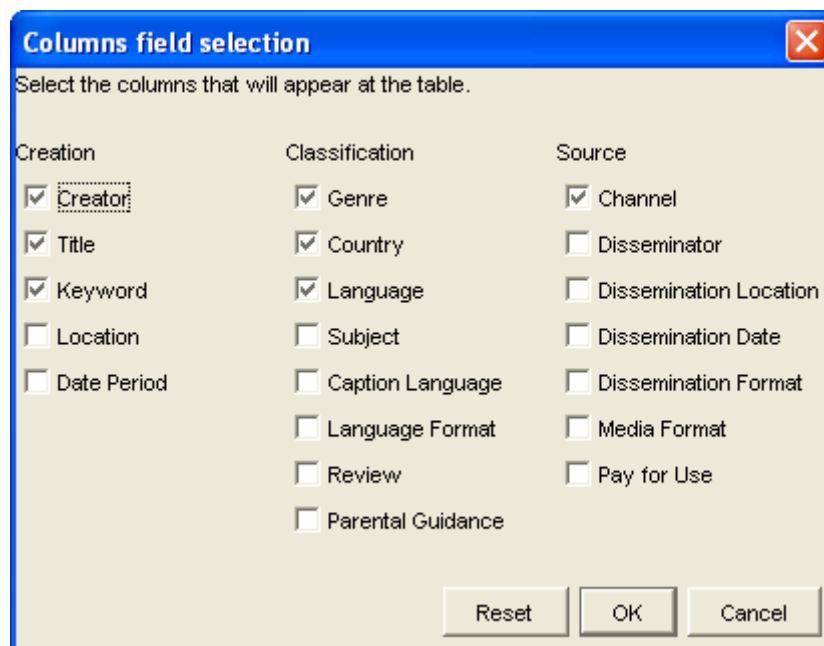 Columns field selection
Select the columns that will appear at the table.
Creation
Creator
Title
Keyword
Location
Date Period
Classification
Genre
Country
Language
Subject
Caption Language
Language Format
Review
Parental Guidance
Source
Channel
Disseminator
Dissemination Location
Dissemination Date
Dissemination Format
Media Format
Pay for Use
Reset
OK
Cancel